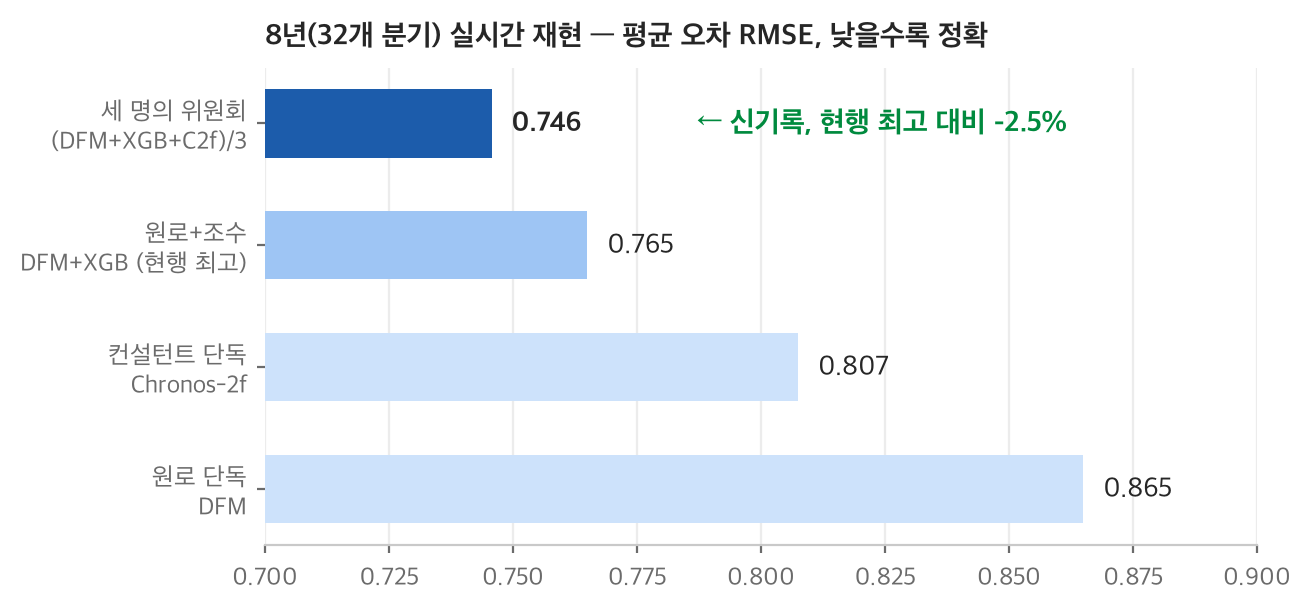 8년(32개 분기) 실시간 재현 — 평균 오차 RMSE, 낮을수록 정확
세 명의 위원회
(DFM+XGB+C2f)/3
0.746
← 신기록, 현행 최고 대비 -2.5%
원로+조수
DFM+XGB (현행 최고)
0.765
컨설턴트 단독
Chronos-2f
0.807
원로 단독
DFM
0.865
0.700 0.725 0.750 0.775 0.800 0.825 0.850 0.875 0.900